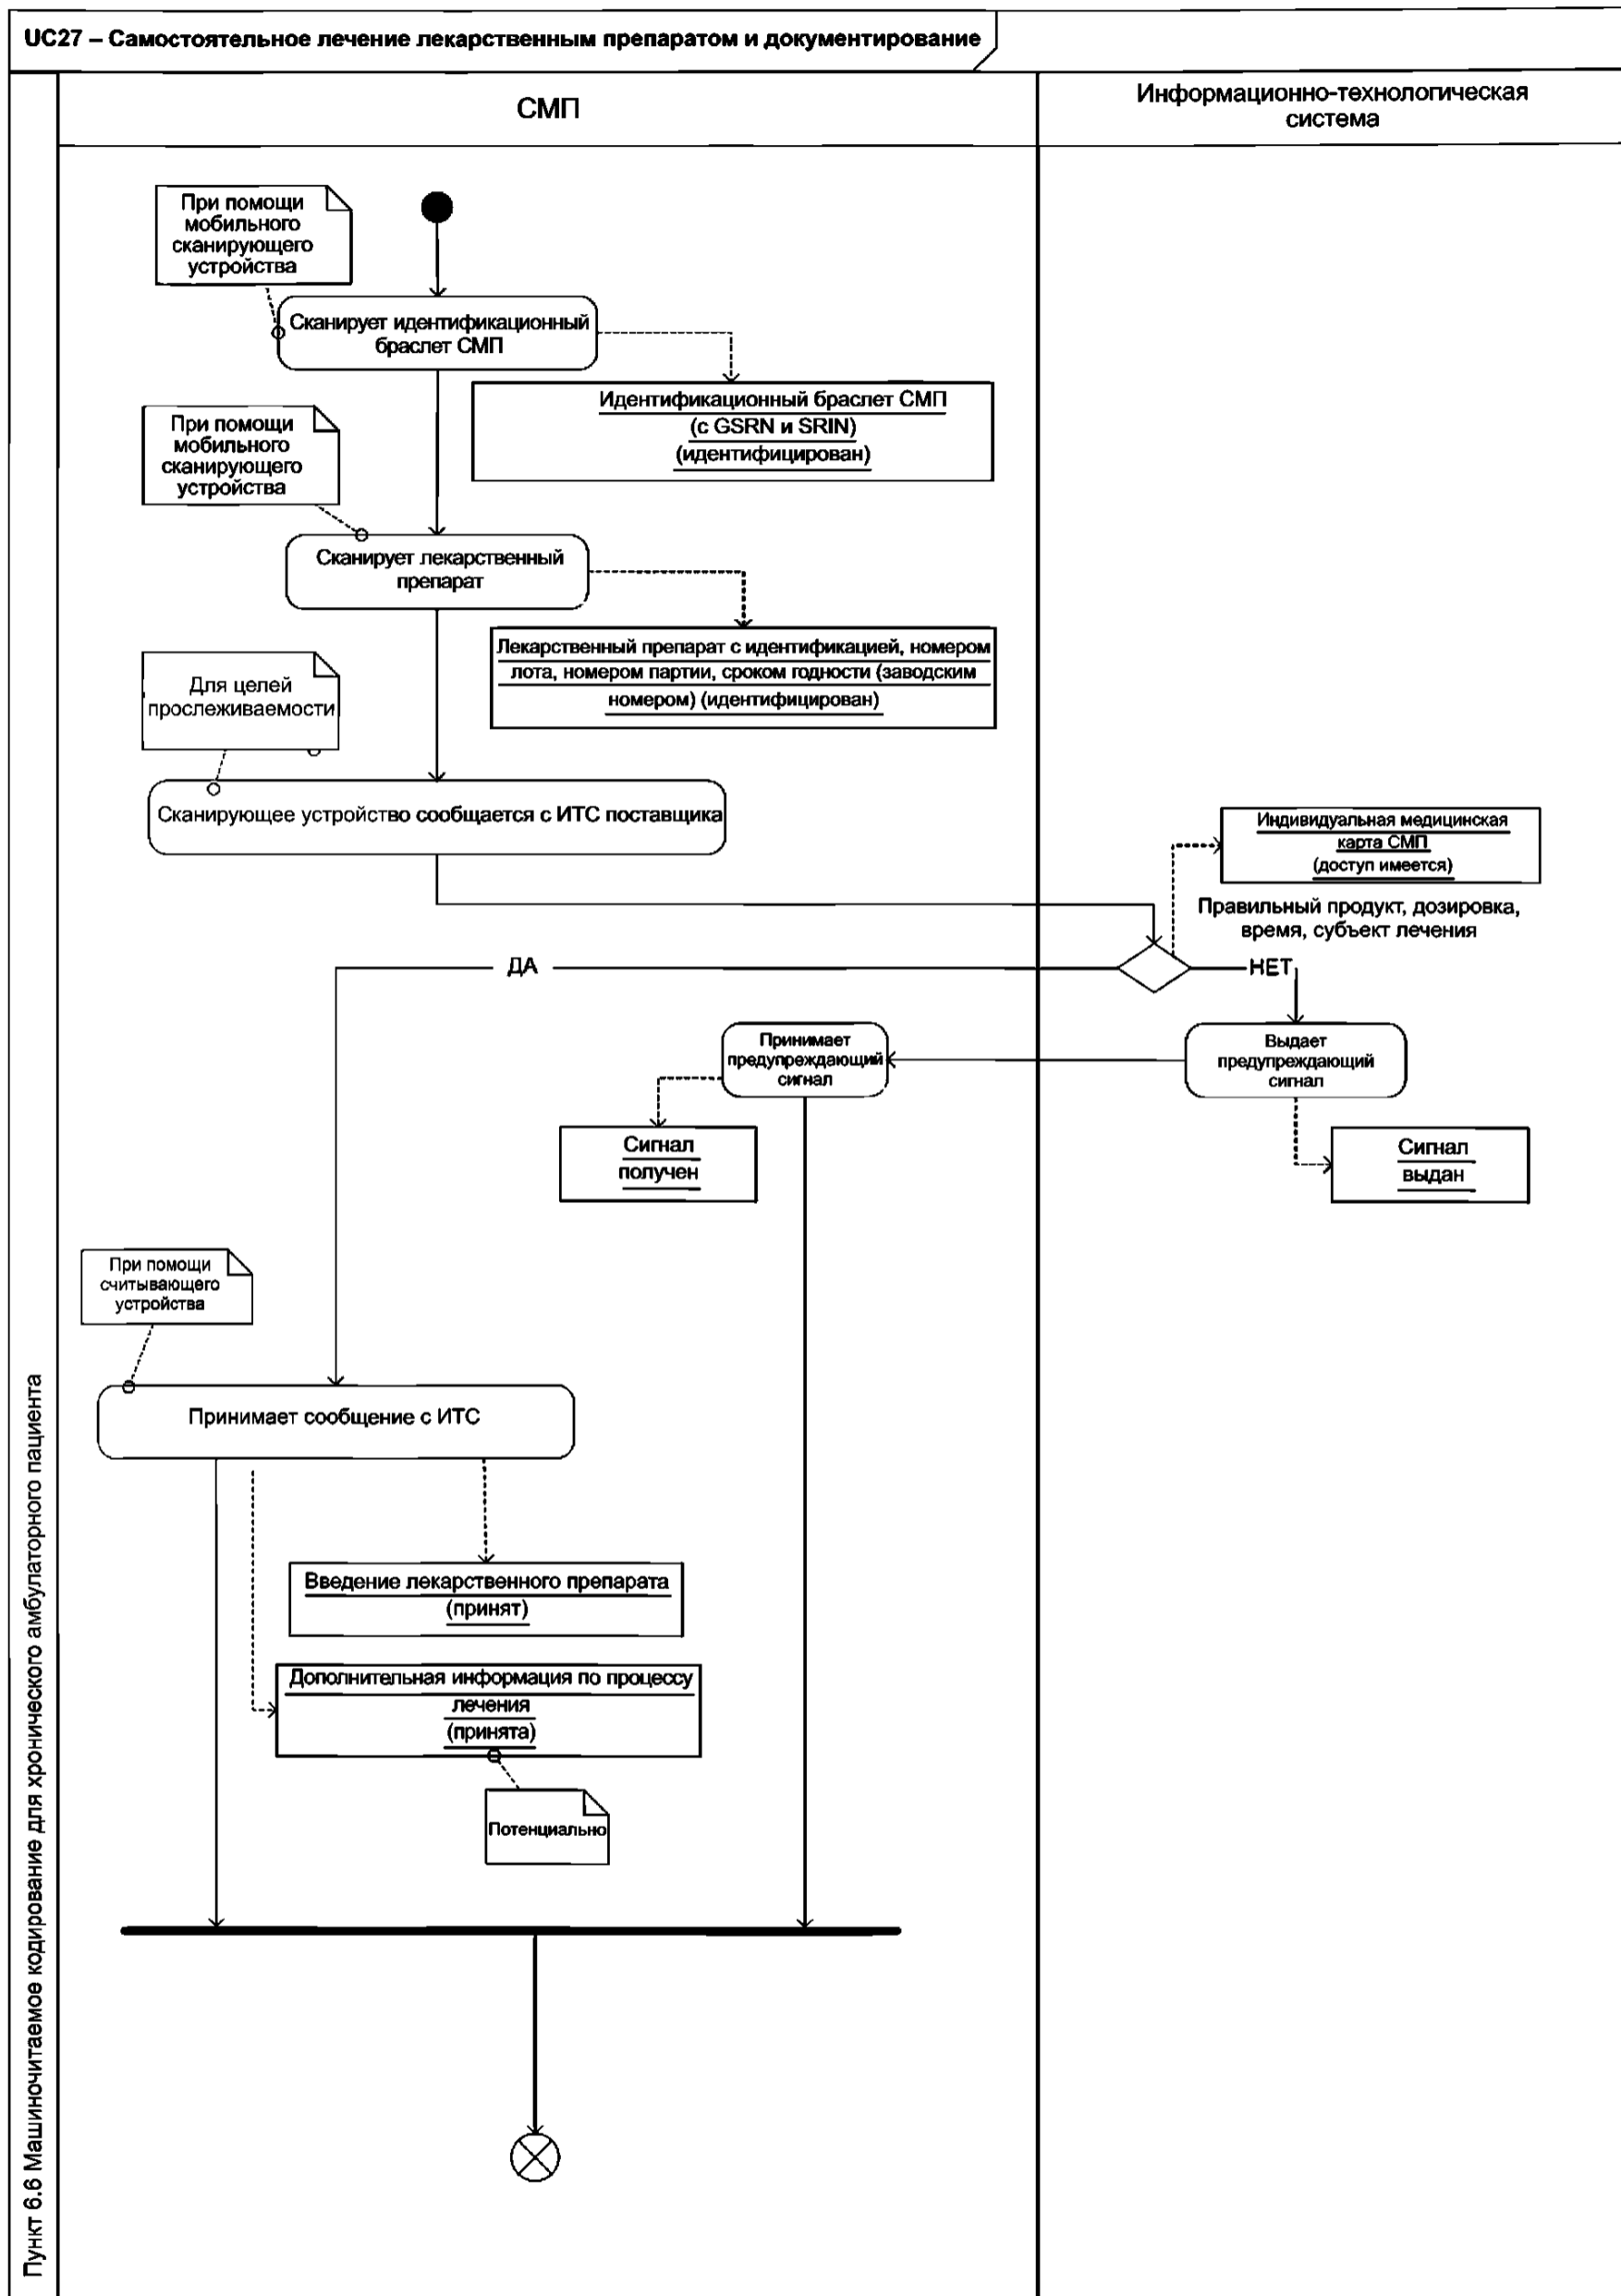 UC27 – Самостоятельное лечение лекарственным препаратом и документирование
СМП
Информационно-технологическая
система
При помощи
мобильного
сканирующего
устройства
Сканирует идентификационный
браслет СМП
Идентификационный браслет СМП
(с GSRN и SRIN)
(идентифицирован)
При помощи
мобильного
сканирующего
устройства
Сканирует лекарственный
препарат
Лекарственный препарат с идентификацией, номером
лота, номером партии, сроком годности (заводским
номером) (идентифицирован)
Для целей
прослеживаемости
Сканирующее устройство сообщается с ИТС поставщика
Индивидуальная медицинская
карта СМП
(доступ имеется)
Правильный продукт, дозировка,
время, субъект лечения
ДА
НЕТ
Принимает
предупреждающий
сигнал
Выдает
предупреждающий
сигнал
Сигнал
получен
Сигнал
выдан
При помощи
считывающего
устройства
Принимает сообщение с ИТС
Введение лекарственного препарата
(принят)
Дополнительная информация по процессу
лечения
(принята)
Потенциально
Пункт 6.6 Машиночитаемое кодирование для хронического амбулаторного пациента